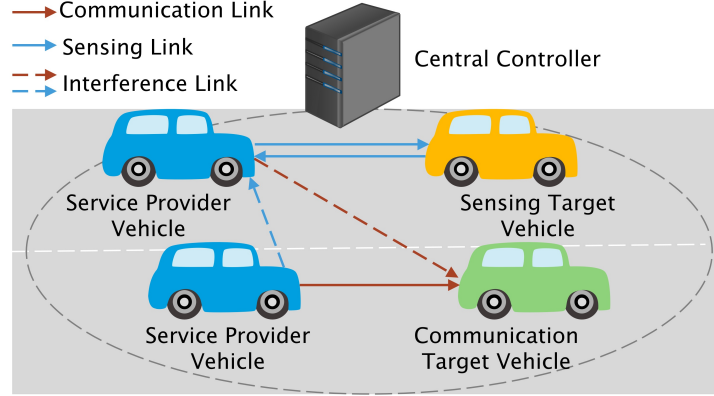 Communication Link
Sensing Link
Interference Link
Central Controller
Service Provider
Vehicle
Sensing Target
Vehicle
Service Provider
Vehicle
Communication
Target Vehicle